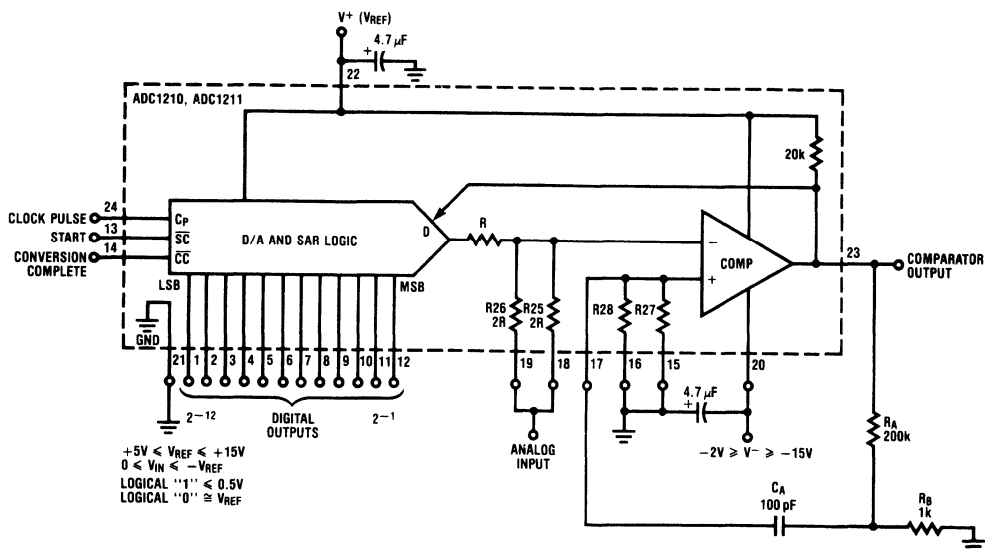 V+ (VREF)
4.7 μF
+
22
ADC1210, ADC1211
20k
CLOCK PULSE
24
CP
START
13
SC
CONVERSION
COMPLETE
14
CC
D/A AND SAR LOGIC
D
R
−
+
COMP
23
COMPARATOR
OUTPUT
LSB
MSB
R26
2R
R25
2R
R28
R27
GND
21
1
2
3
4
5
6
7
8
9
10
11
12
19
18
17
16
15
20
2−12
DIGITAL
OUTPUTS
2−1
4.7 μF
+
ANALOG
INPUT
−2V ⩾ V− ⩾ −15V
RA
200k
+5V ⩽ VREF ⩽ +15V
0 ⩽ VIN ⩽ −VREF
LOGICAL "1" ⩽ 0.5V
LOGICAL "0" ≅ VREF
CA
100 pF
RB
1k